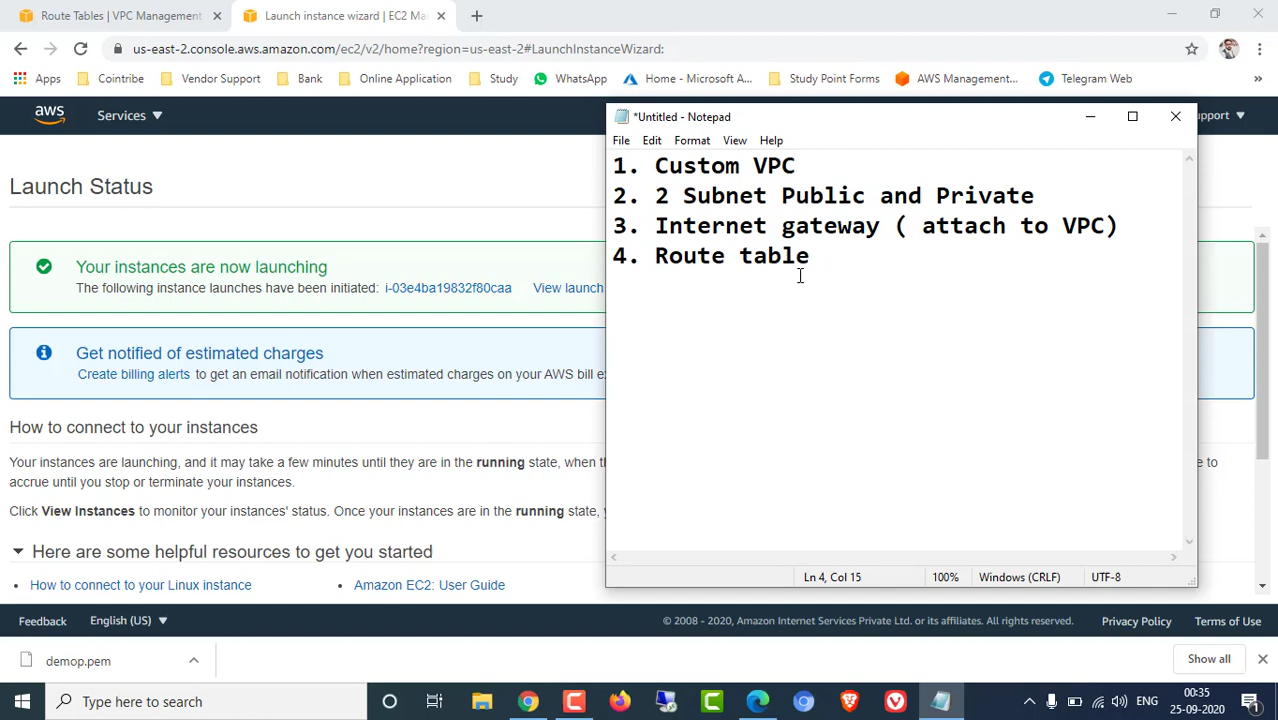 Route Tables | VPC Management
Launch instance wizard | EC2 Ma
us-east-2.console.aws.amazon.com/ec2/v2/home?region=us-east-2#LaunchInstanceWizard:
Apps
Cointribe
Vendor Support
Bank
Online Application
Study
WhatsApp
Home - Microsoft A...
Study Point Forms
AWS Management...
Telegram Web
aws
Services
upport
*Untitled - Notepad
File Edit Format View Help
1. Custom VPC
2. 2 Subnet Public and Private
3. Internet gateway ( attach to VPC)
4. Route table
Ln 4, Col 15
100%
Windows (CRLF)
UTF-8
Launch Status
Your instances are now launching
The following instance launches have been initiated: i-03e4ba19832f80caa View launch
Get notified of estimated charges
Create billing alerts to get an email notification when estimated charges on your AWS bill e
How to connect to your instances
Your instances are launching, and it may take a few minutes until they are in the running state, when th
e to
accrue until you stop or terminate your instances.
Click View Instances to monitor your instances' status. Once your instances are in the running state,
Here are some helpful resources to get you started
• How to connect to your Linux instance
• Amazon EC2: User Guide
Feedback
English (US)
© 2008 - 2020, Amazon Internet Services Private Ltd. or its affiliates. All rights reserved.
Privacy Policy
Terms of Use
demop.pem
Show all
Type here to search
ENG
00:35
25-09-2020
1